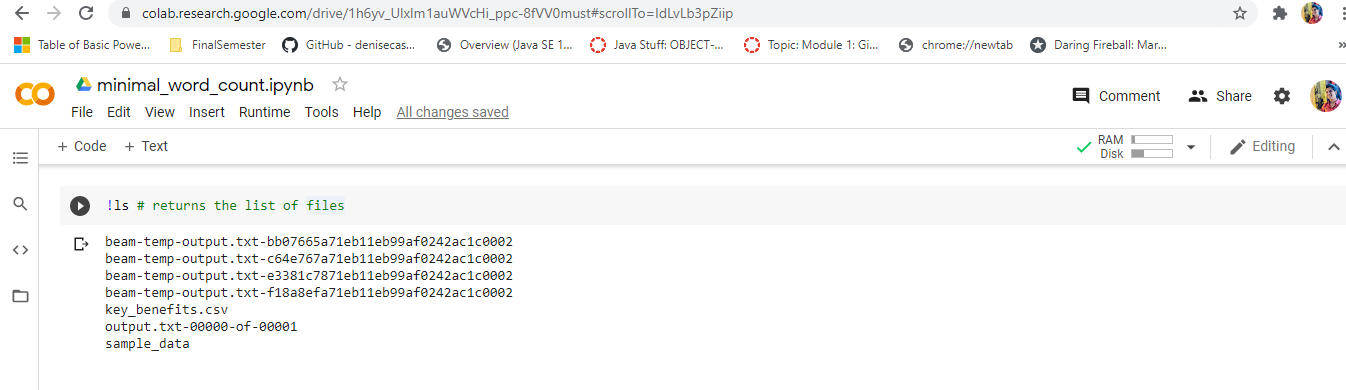 colab.research.google.com/drive/1h6yv_UlxIm1auWVcHi_ppc-8fVV0must#scrollTo=IdLvLb3pZiip
Table of Basic Powe... FinalSemester GitHub - denisecas... Overview (Java SE 1... Java Stuff: OBJECT-... Topic: Module 1: Gi... chrome://newtab Daring Fireball: Mar... »
CO minimal_word_count.ipynb
File Edit View Insert Runtime Tools Help All changes saved
Comment Share
+ Code + Text
RAM
Disk
Editing
!ls # returns the list of files
beam-temp-output.txt-bb07665a71eb11eb99af0242ac1c0002
beam-temp-output.txt-c64e767a71eb11eb99af0242ac1c0002
beam-temp-output.txt-e3381c7871eb11eb99af0242ac1c0002
beam-temp-output.txt-f18a8efa71eb11eb99af0242ac1c0002
key_benefits.csv
output.txt-00000-of-00001
sample_data